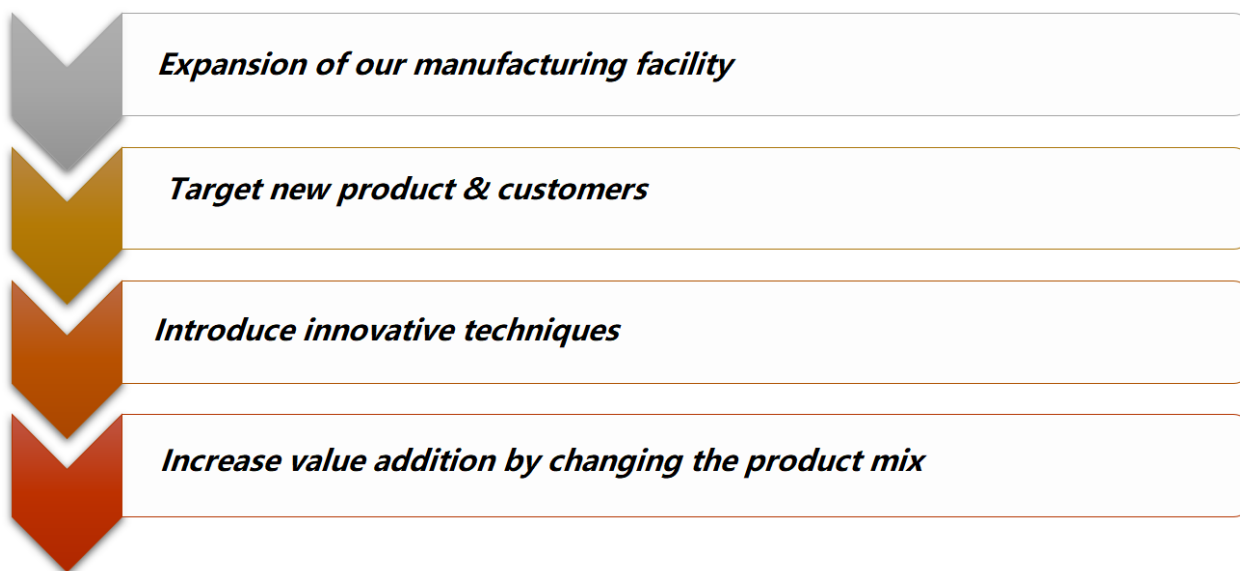 Expansion of our manufacturing facility
Target new product & customers
Introduce innovative techniques
Increase value addition by changing the product mix